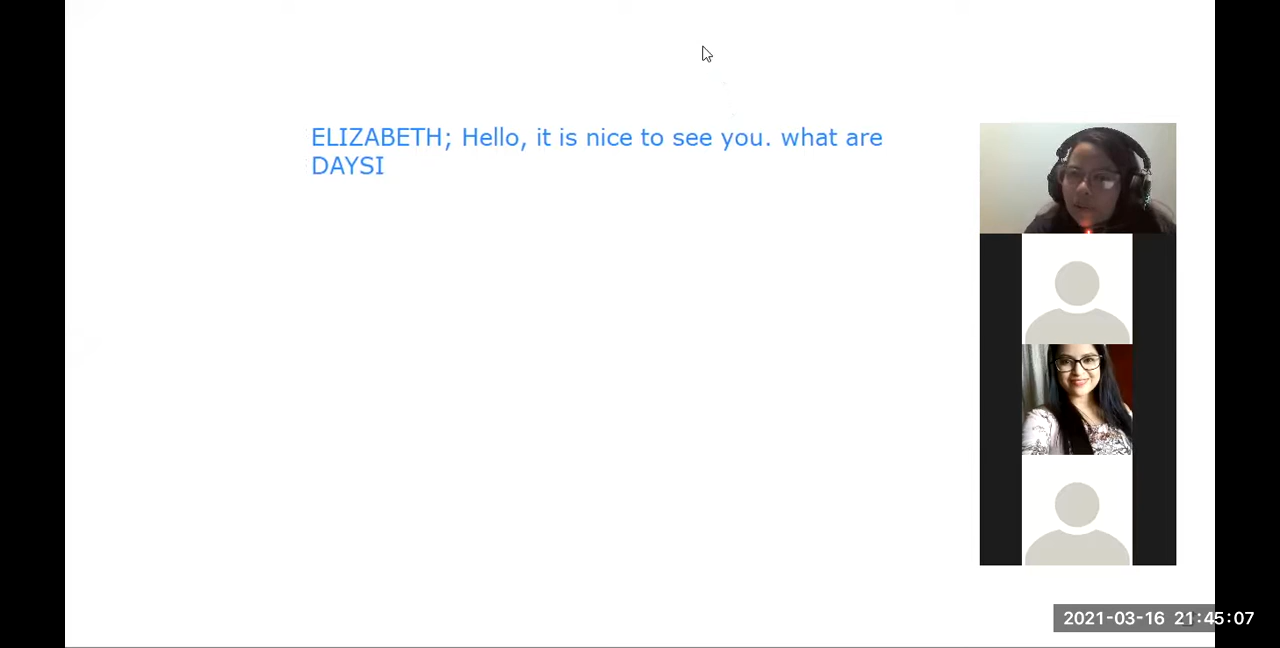 ELIZABETH; Hello, it is nice to see you. what are
DAYSI
2021-03-16 21:45:07